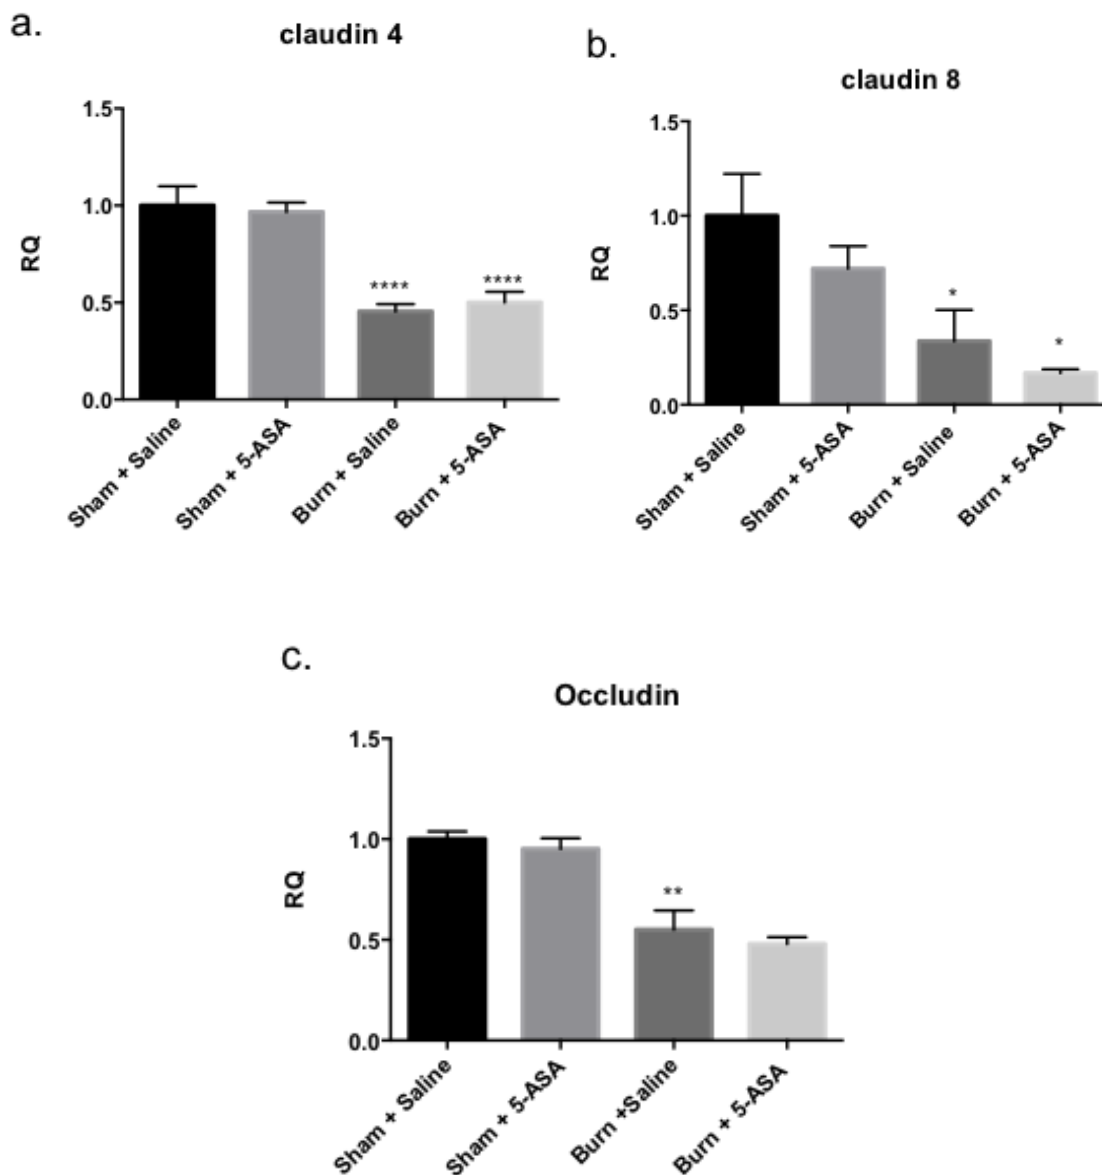 a.
claudin 4
RQ
1.5
1.0
0.5
0.0
****
****
Sham + Saline
Sham + 5-ASA
Burn + Saline
Burn + 5-ASA
b.
claudin 8
RQ
1.5
1.0
0.5
0.0
*
*
Sham + Saline
Sham + 5-ASA
Burn + Saline
Burn + 5-ASA
c.
Occludin
RQ
1.5
1.0
0.5
0.0
**
Sham + Saline
Sham + 5-ASA
Burn +Saline
Burn + 5-ASA